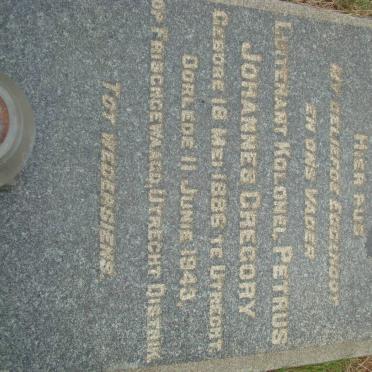 HIER RUS
MY GELIEFDE EGGENOOT
EN ONS VADER
LUITENANT KOLONEL PETRUS
JOHANNES GREGORY
GEBORE 18 MEI 1886 TE UTRECHT
OORLEDE 11 JUNIE 1943
OP FRISCHGEWAAGD, UTRECHT DISTRIK
TOT WEDERSIENS